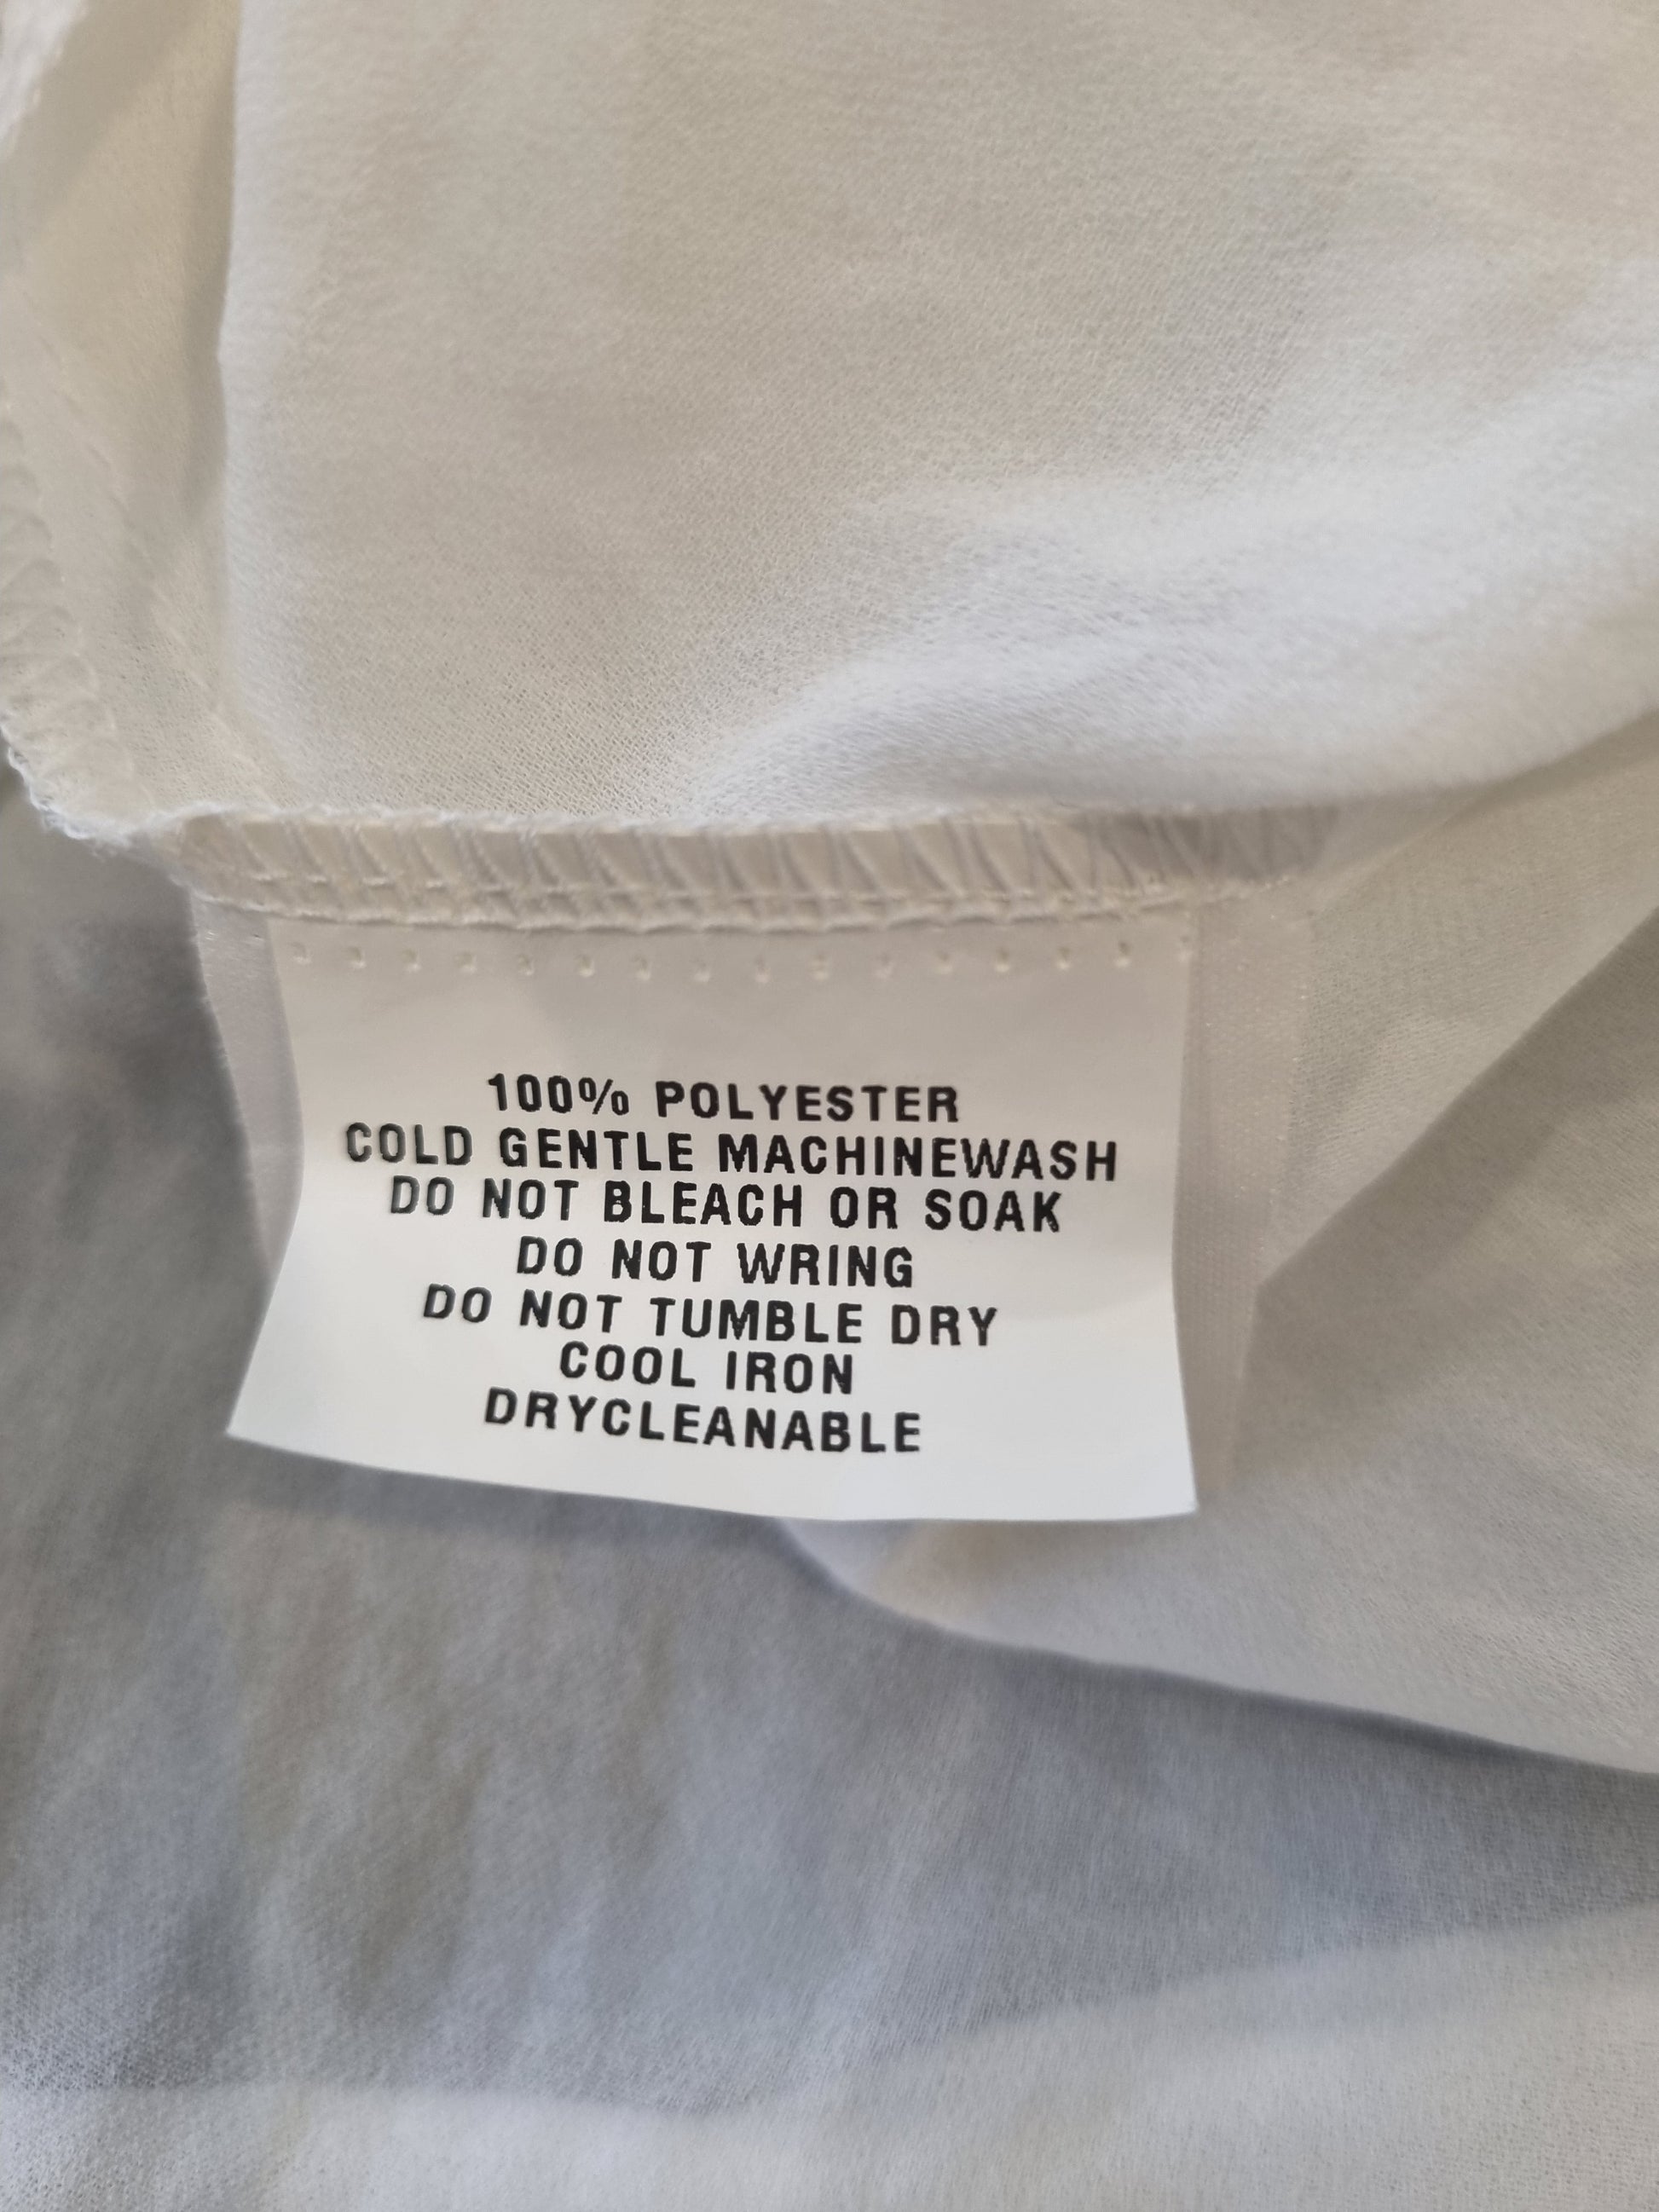 100% POLYESTER
COLD GENTLE MACHINEWASH
DO NOT BLEACH OR SOAK
DO NOT WRING
DO NOT TUMBLE DRY
COOL IRON
DRYCLEANABLE